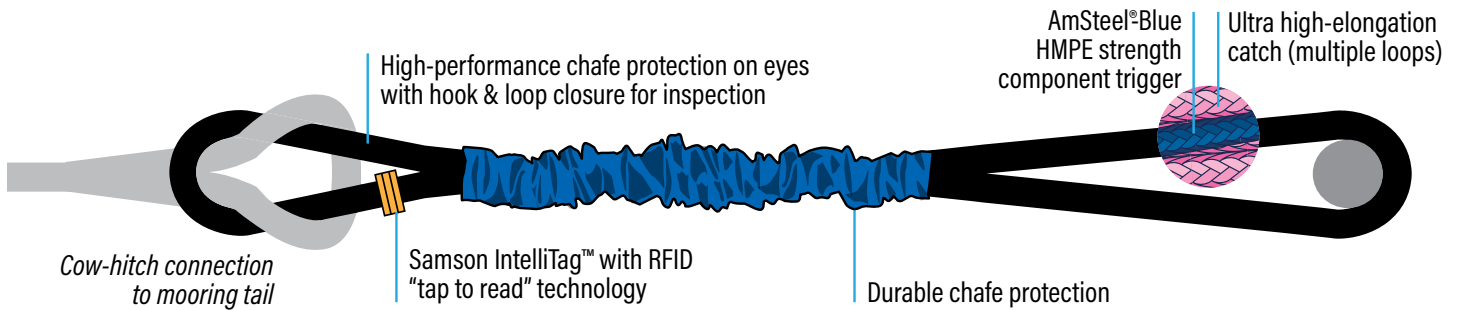 AmSteel®-Blue
HMPE strength
component trigger
Ultra high-elongation
catch (multiple loops)
High-performance chafe protection on eyes
with hook & loop closure for inspection
Cow-hitch connection
to mooring tail
Samson IntelliTag™ with RFID
“tap to read” technology
Durable chafe protection